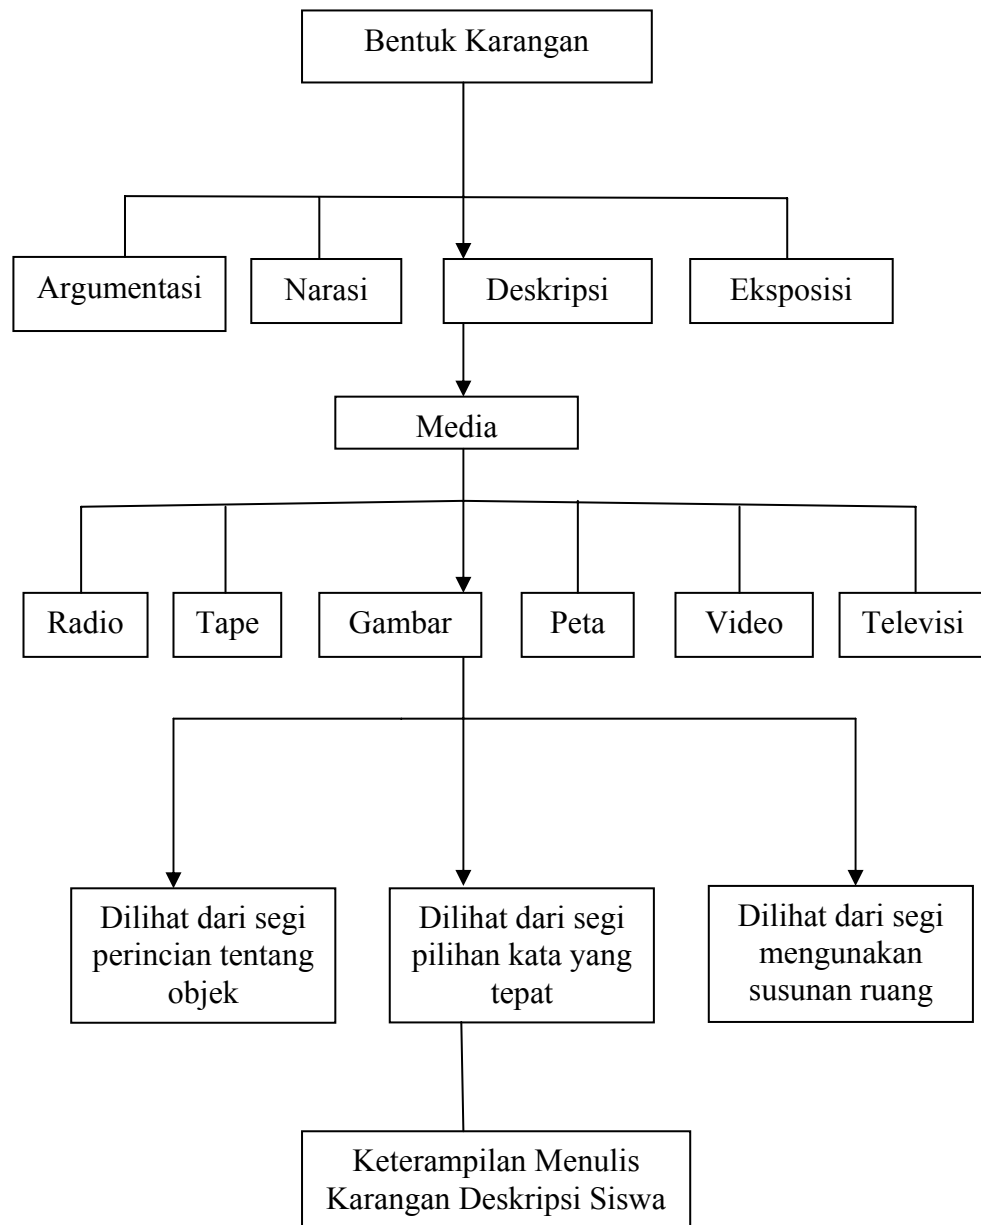 Bentuk Karangan
Argumentasi
Narasi
Deskripsi
Eksposisi
Media
Radio
Tape
Gambar
Peta
Video
Televisi
Dilihat dari segi
perincian tentang
objek
Dilihat dari segi
pilihan kata yang
tepat
Dilihat dari segi
mengunakan
susunan ruang
Keterampilan Menulis
Karangan Deskripsi Siswa